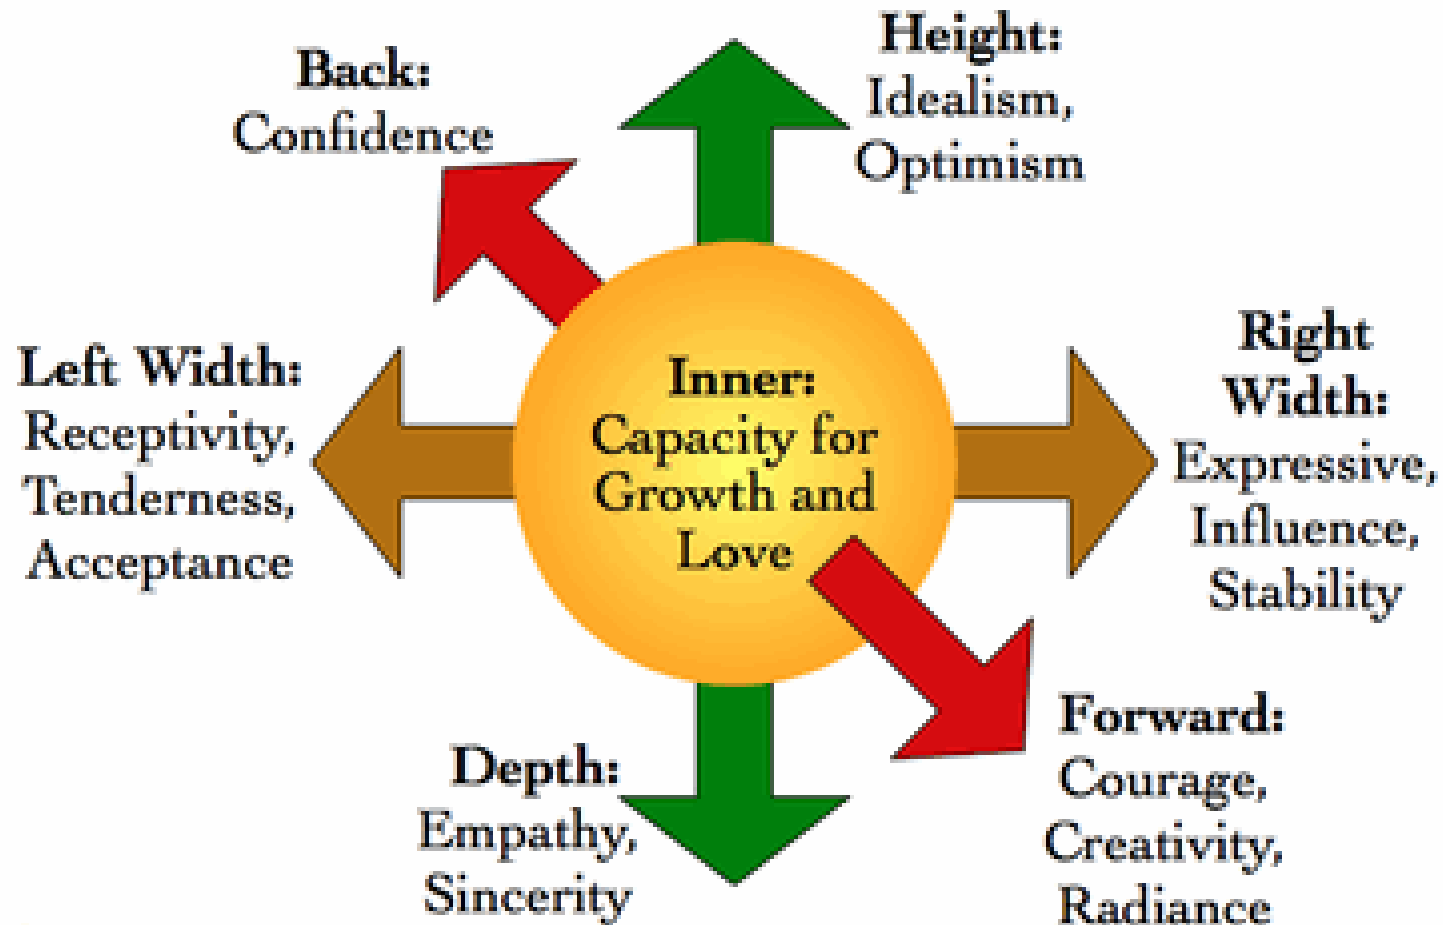 Back:
Confidence
Height:
Idealism,
Optimism
Left Width:
Receptivity,
Tenderness,
Acceptance
Inner:
Capacity for
Growth and
Love
Right
Width:
Expressive,
Influence,
Stability
Depth:
Empathy,
Sincerity
Forward:
Courage,
Creativity,
Radiance